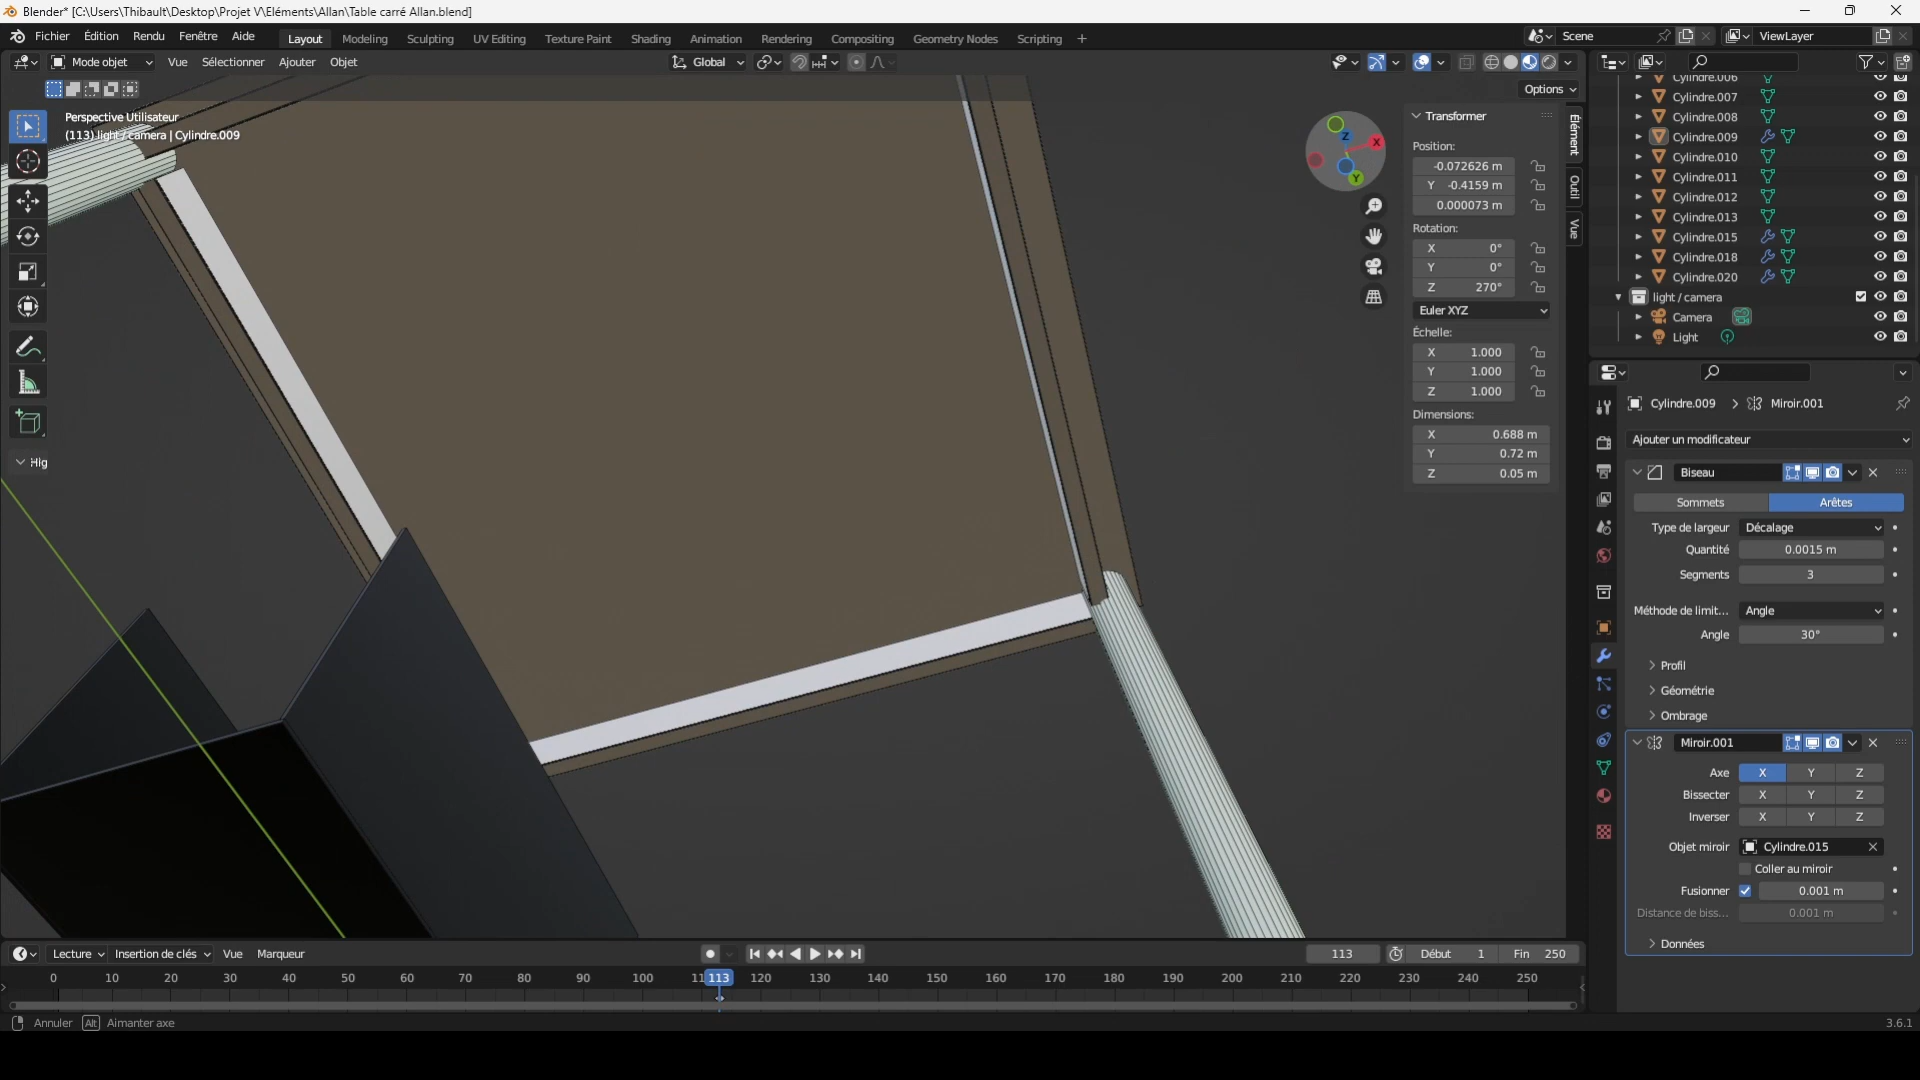 Blender* [C:\Users\Thibault\Desktop\Projet V\Eléments\Allan\Table carré Allan.blend]
Fichier Édition Rendu Fenêtre Aide Layout Modeling Sculpting UV Editing Texture Paint Shading Animation Rendering Compositing Geometry Nodes Scripting + Scene ViewLayer
Mode objet Vue Sélectionner Ajouter Objet Global
Options
Perspective Utilisateur
(113) light / camera | Cylindre.009
Hig
X
Y
Z
Transformer
Position:
-0.072626 m
Y -0.4159 m
0.000073 m
Rotation:
X 0°
Y 0°
Z 270°
Euler XYZ
Échelle:
X 1.000
Y 1.000
Z 1.000
Dimensions:
X 0.688 m
Y 0.72 m
Z 0.05 m
Élément
Outil
Vue
Cylindre.006
Cylindre.007
Cylindre.008
Cylindre.009
Cylindre.010
Cylindre.011
Cylindre.012
Cylindre.013
Cylindre.015
Cylindre.018
Cylindre.020
light / camera
Camera
Light
Cylindre.009 > Miroir.001
Ajouter un modificateur
Biseau
Sommets Arêtes
Type de largeur Décalage
Quantité 0.0015 m
Segments 3
Méthode de limit... Angle
Angle 30°
Profil
Géométrie
Ombrage
Miroir.001
Axe X Y Z
Bissecter X Y Z
Inverser X Y Z
Objet miroir Cylindre.015
Coller au miroir
Fusionner 0.001 m
Distance de biss... 0.001 m
Données
Lecture Insertion de clés Vue Marqueur 113 Début 1 Fin 250
0 10 20 30 40 50 60 70 80 90 100 11 113 120 130 140 150 160 170 180 190 200 210 220 230 240 250
Annuler Alt Aimanter axe 3.6.1